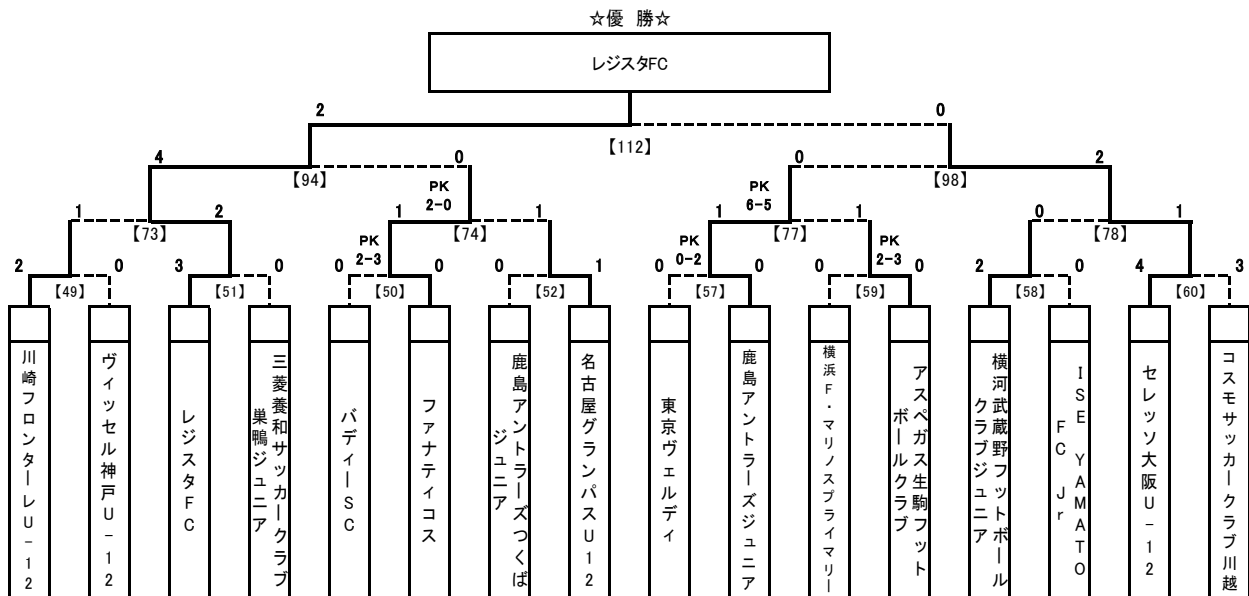 ☆優 勝☆
レジスタFC
2
0
【112】
4
0
0
2
【94】
【98】
PK
2-0
PK
6-5
1
2
1
1
1
1
0
1
【73】
【74】
【77】
【78】
PK
2-3
PK
0-2
PK
2-3
2
0
3
0
0
0
0
1
0
0
0
0
2
0
4
3
【49】
【51】
【50】
【52】
【57】
【59】
【58】
【60】
川崎フロンターレU-12
ヴィッセル神戸U-12
レジスタFC
三菱養和サッカークラブ
巣鴨ジュニア
バディーSC
ファナティコス
鹿島アントラーズつくば
ジュニア
名古屋グランパスU12
東京ヴェルディ
鹿島アントラーズジュニア
横浜F・マリノスプライマリー
アスペガス生駒フット
ボールクラブ
横河武蔵野フットボール
クラブジュニア
ISE YAMATO
FC Jr
セレッソ大阪U-12
コスモサッカークラブ川越